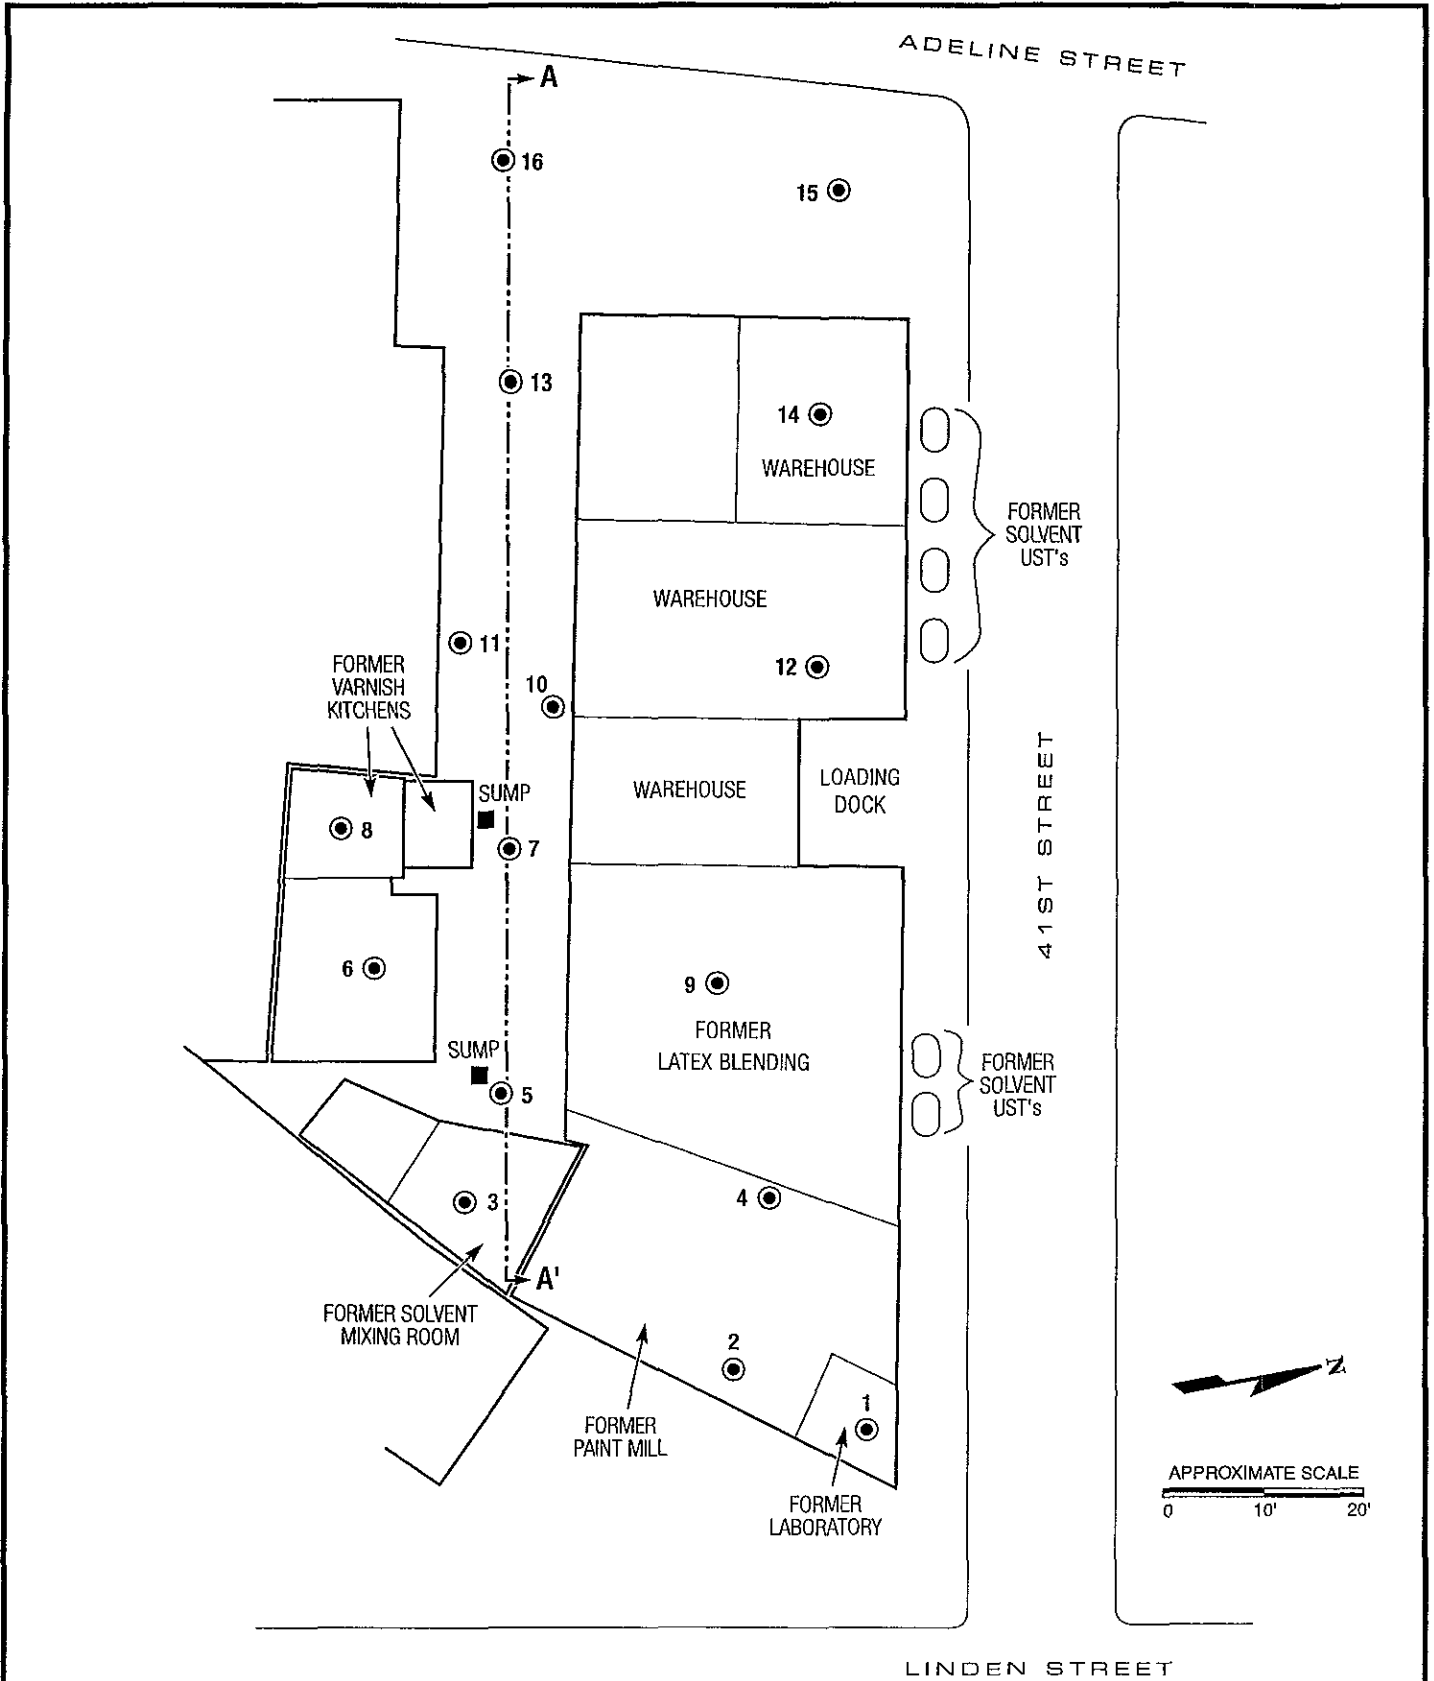 ADELINE STREET
A
16
15
13
14
WAREHOUSE
FORMER
SOLVENT
UST's
WAREHOUSE
11
12
FORMER
VARNISH
KITCHENS
10
SUMP
WAREHOUSE
LOADING
DOCK
41ST STREET
8
7
6
9
FORMER
LATEX BLENDING
SUMP
5
FORMER
SOLVENT
UST's
3
4
A'
FORMER SOLVENT
MIXING ROOM
2
1
FORMER
PAINT MILL
FORMER
LABORATORY
N
APPROXIMATE SCALE
0 10' 20'
LINDEN STREET